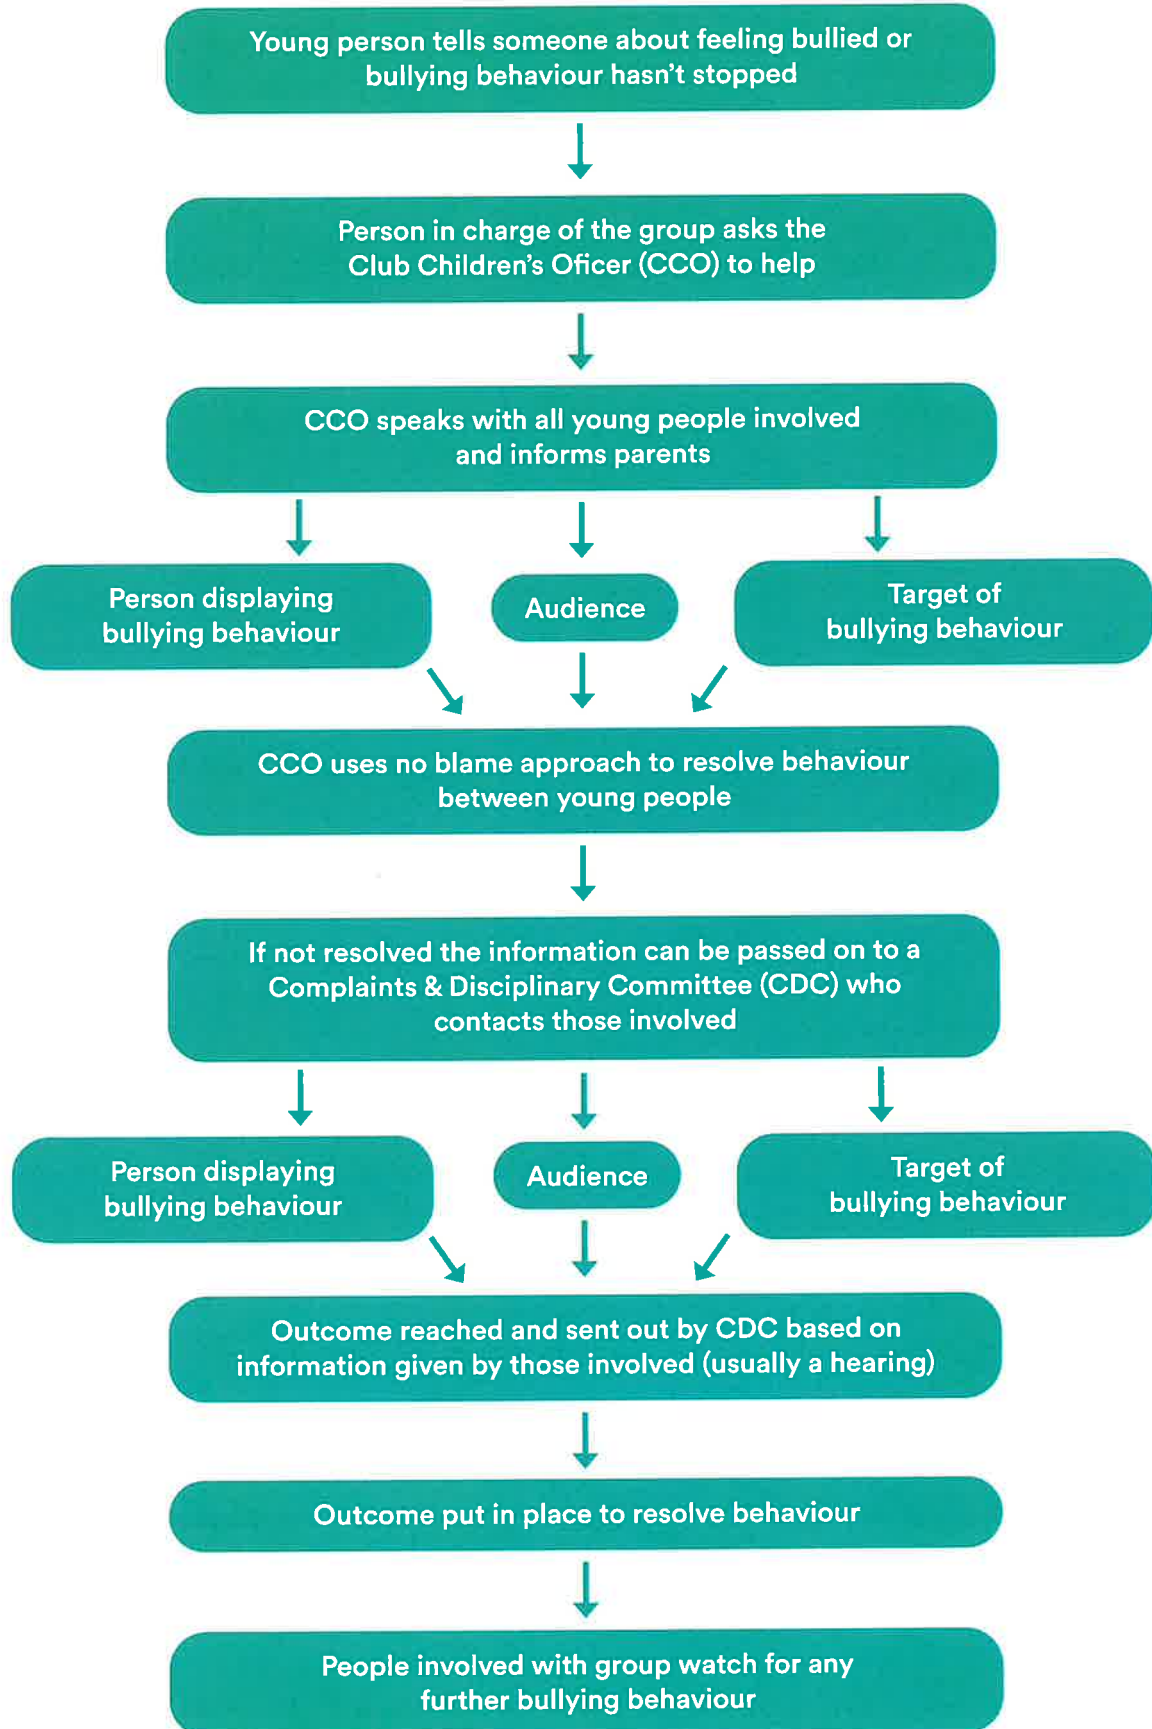 Young person tells someone about feeling bullied or
bullying behaviour hasn't stopped
Person in charge of the group asks the
Club Children's Oficer (CCO) to help
CCO speaks with all young people involved
and informs parents
Person displaying
bullying behaviour
Audience
Target of
bullying behaviour
CCO uses no blame approach to resolve behaviour
between young people
If not resolved the information can be passed on to a
Complaints & Disciplinary Committee (CDC) who
contacts those involved
Person displaying
bullying behaviour
Audience
Target of
bullying behaviour
Outcome reached and sent out by CDC based on
information given by those involved (usually a hearing)
Outcome put in place to resolve behaviour
People involved with group watch for any
further bullying behaviour